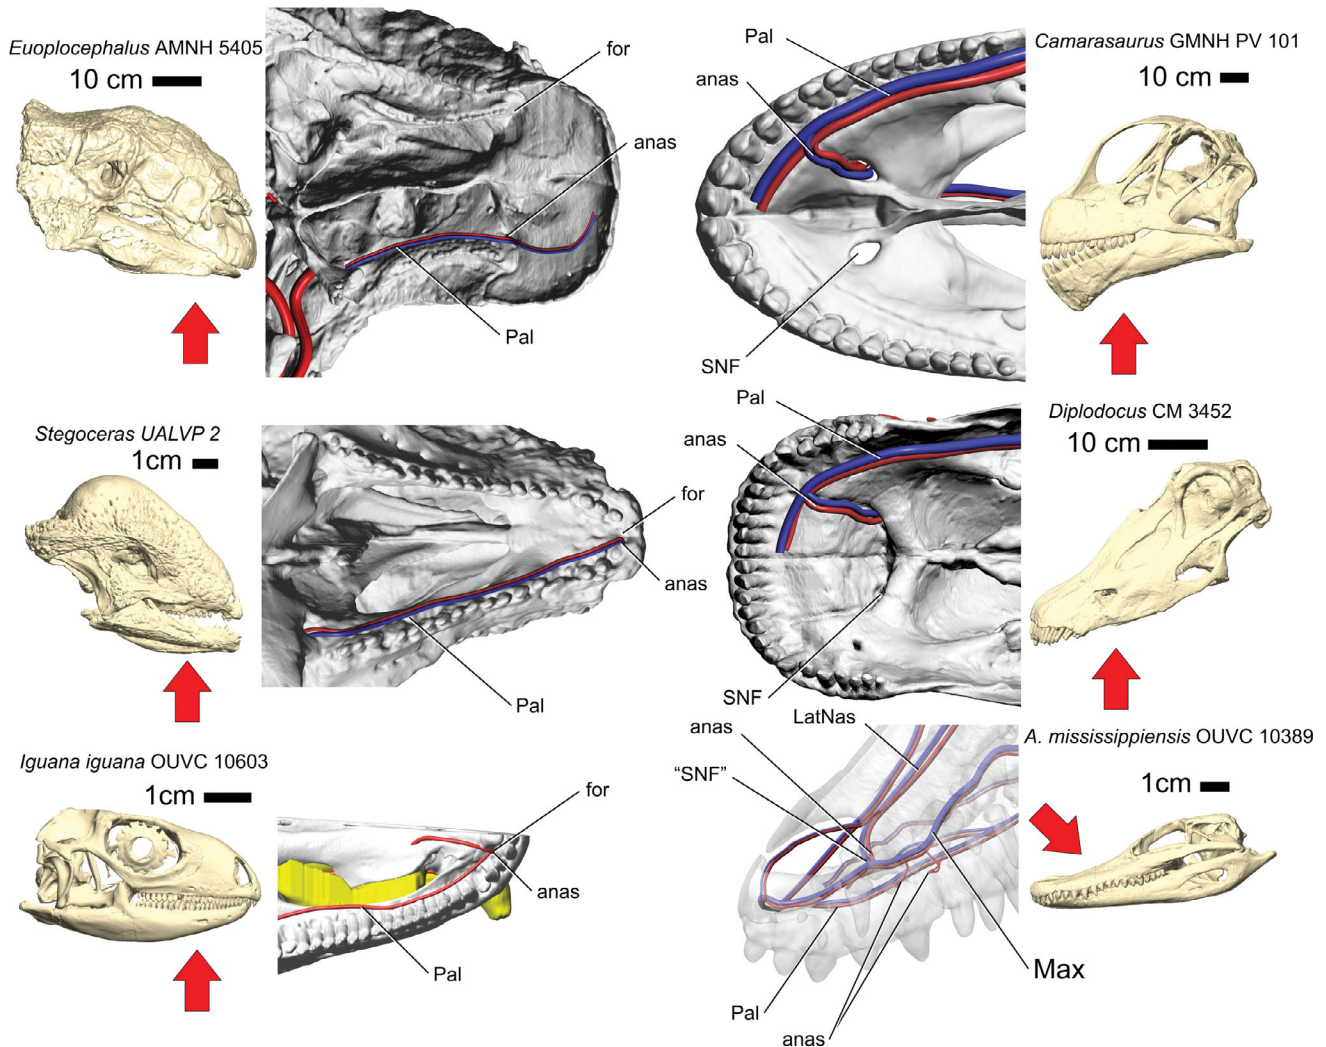 Euoplocephalus AMNH 5405
10 cm
for
anas
Pal
Pal
anas
SNF
Camarasaurus GMNH PV 101
10 cm
Stegoceras UALVP 2
1cm
for
anas
Pal
Pal
anas
SNF
Diplodocus CM 3452
10 cm
Iguana iguana OUVC 10603
1cm
for
anas
Pal
LatNas
anas
“SNF”
Max
Pal
anas
A. mississippiensis OUVC 10389
1cm